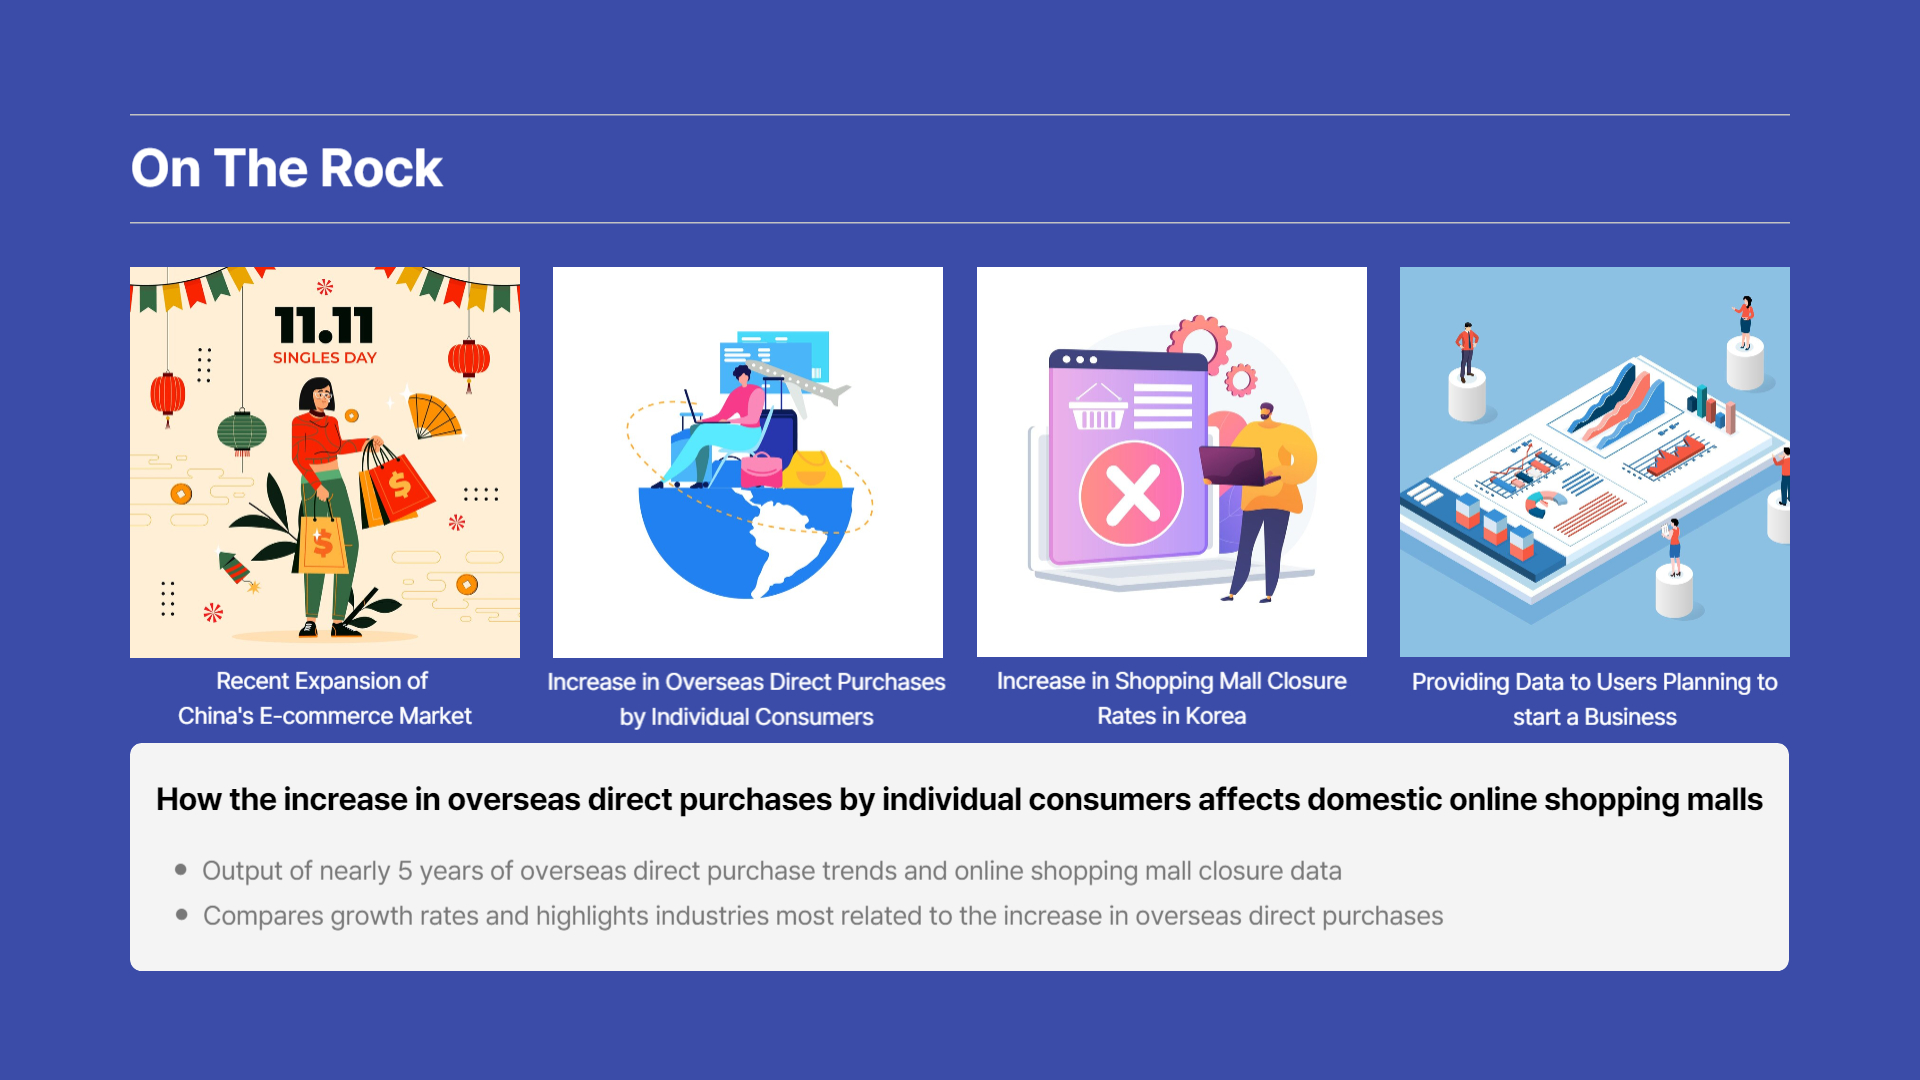 On The Rock
11.11
SINGLES DAY
$
$
Recent Expansion of
China's E-commerce Market
Increase in Overseas Direct Purchases
by Individual Consumers
Increase in Shopping Mall Closure
Rates in Korea
Providing Data to Users Planning to
start a Business
How the increase in overseas direct purchases by individual consumers affects domestic online shopping malls
• Output of nearly 5 years of overseas direct purchase trends and online shopping mall closure data
• Compares growth rates and highlights industries most related to the increase in overseas direct purchases